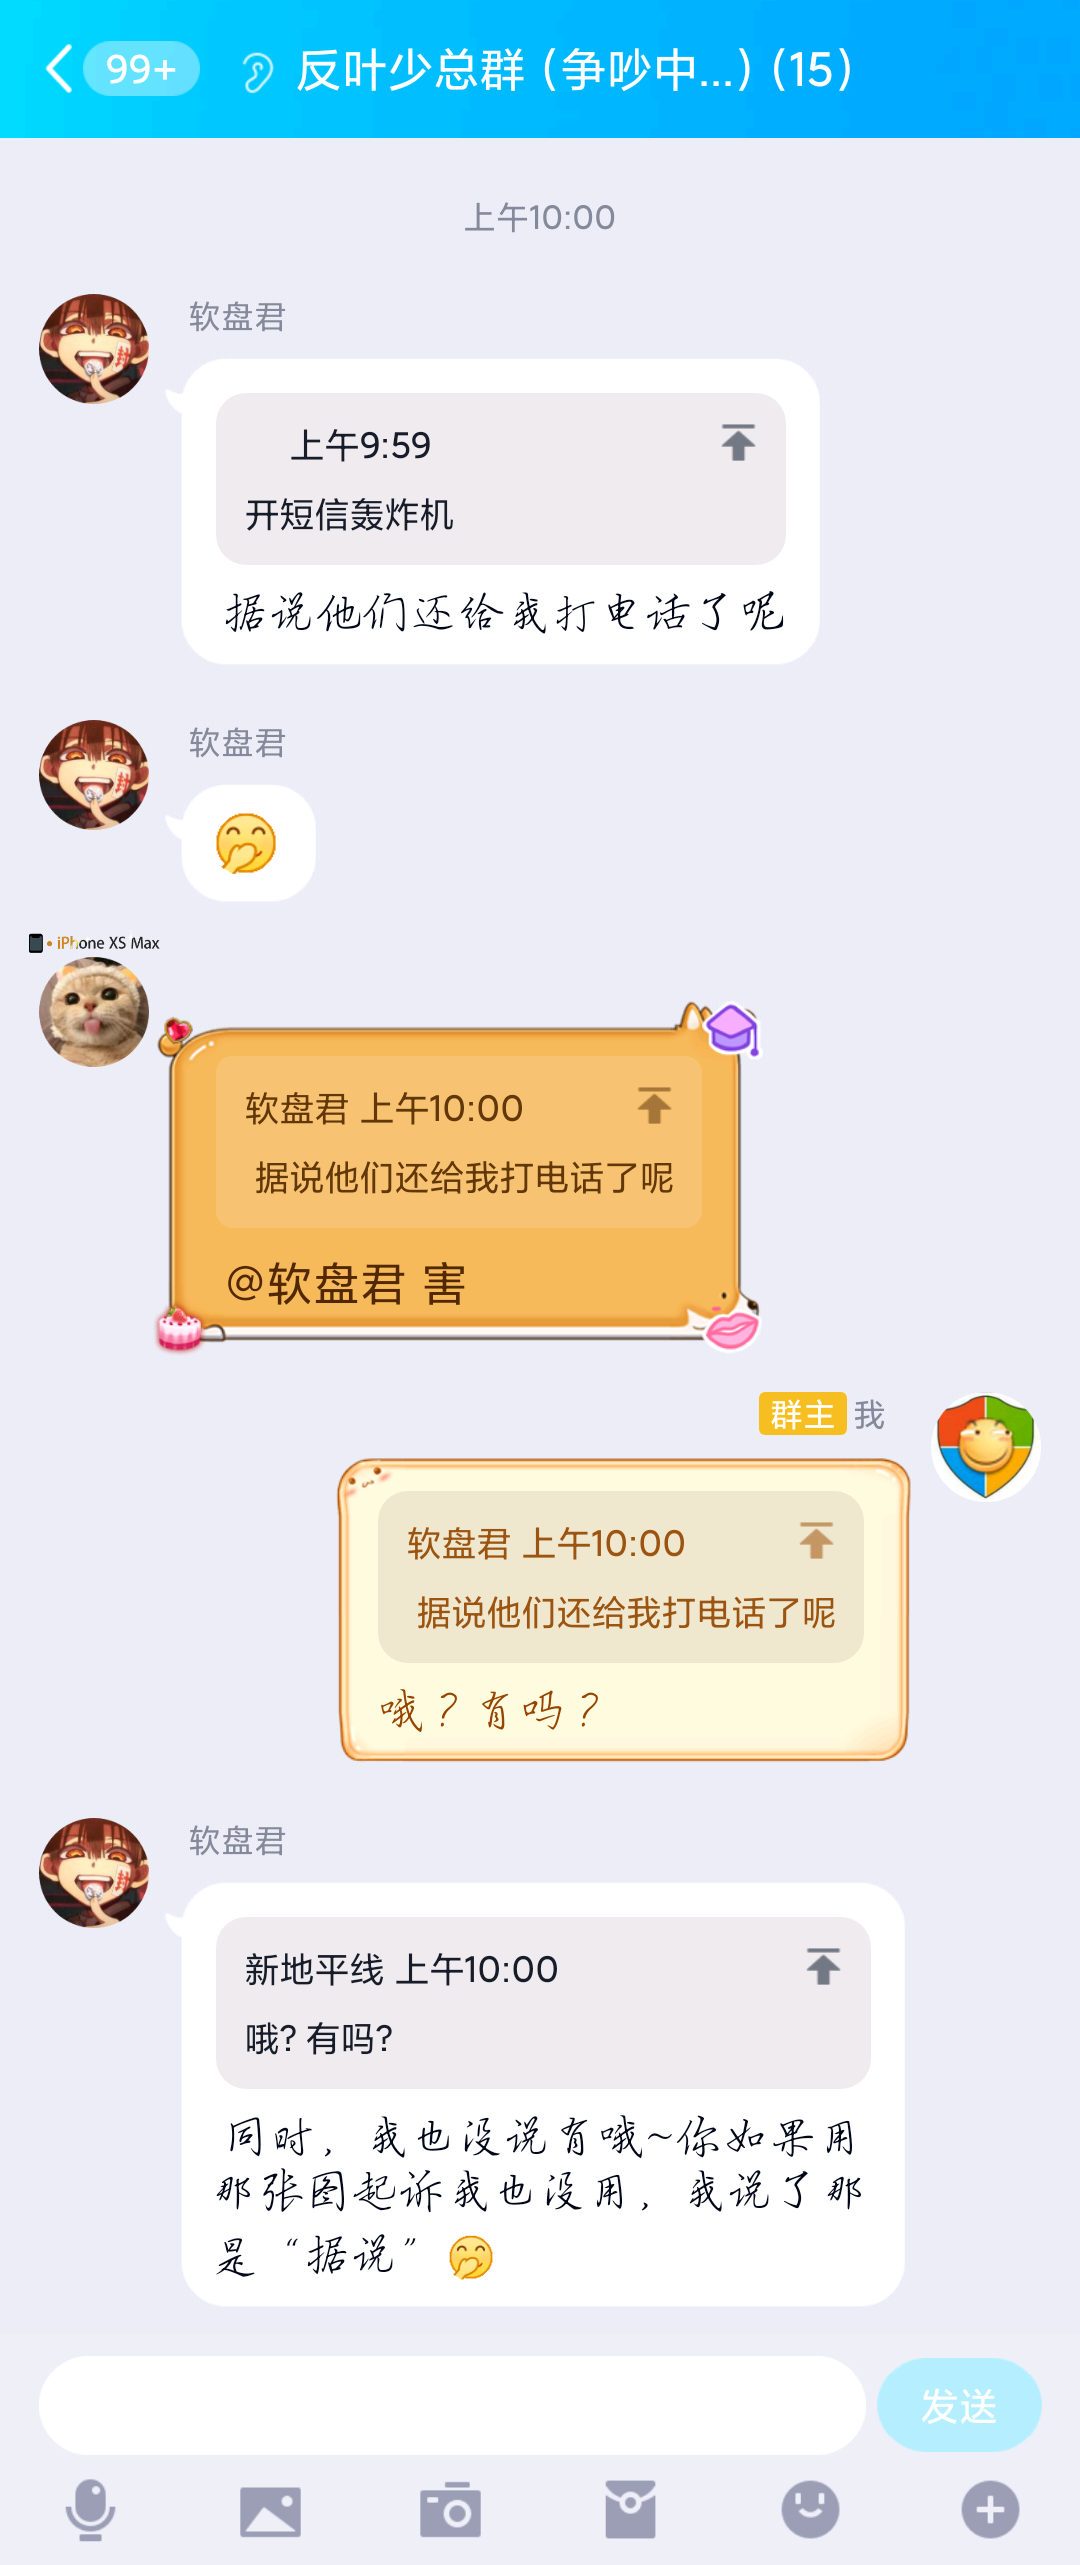 99+
反叶少总群（争吵中...）(15)
上午10:00
软盘君
上午9:59
开短信轰炸机
据说他们还给我打电话了呢
软盘君
iPhone XS Max
软盘君 上午10:00
据说他们还给我打电话了呢
@软盘君 害
群主 我
软盘君 上午10:00
据说他们还给我打电话了呢
哦？有吗？
软盘君
新地平线 上午10:00
哦? 有吗?
同时，我也没说有哦~你如果用
那张图起诉我也没用，我说了那
是“据说”
发送